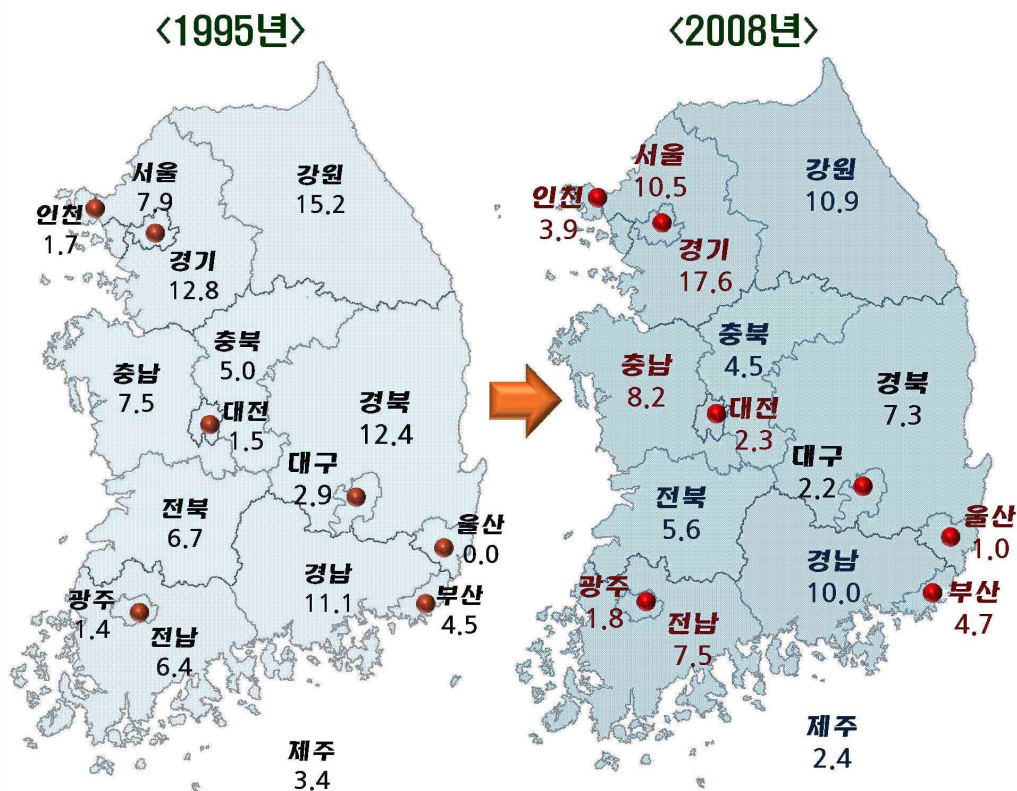 <1995년>
서울
7.9
강원
15.2
인천
1.7
경기
12.8
충북
5.0
충남
7.5
대전
1.5
경북
12.4
대구
2.9
전북
6.7
울산
0.0
경남
11.1
부산
4.5
광주
1.4
전남
6.4
제주
3.4
<2008년>
서울
10.5
강원
10.9
인천
3.9
경기
17.6
충북
4.5
충남
8.2
대전
2.3
경북
7.3
대구
2.2
전북
5.6
울산
1.0
경남
10.0
부산
4.7
광주
1.8
전남
7.5
제주
2.4